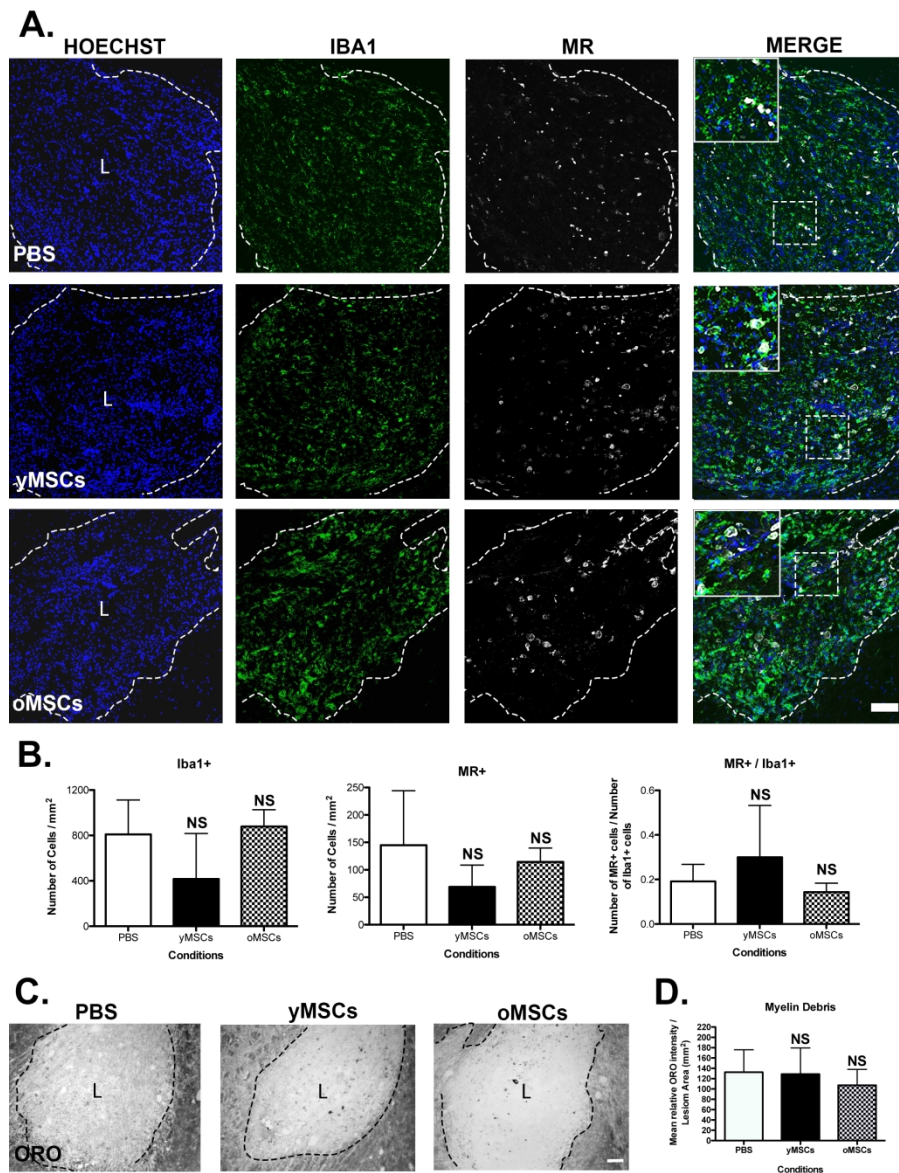 A.
HOECHST IBA1 MR MERGE
L
PBS
L
yMSCs
L
oMSCs
B.
Iba1+
Number of Cells / mm2
1200
800
400
0
NS
NS
PBS yMSCs oMSCs
Conditions
MR+
Number of Cells / mm2
250
200
150
100
50
0
NS
NS
PBS yMSCs oMSCs
Conditions
MR+ / Iba1+
Number of MR+ cells / Number
of Iba1+ cells
0.6
0.4
0.2
0.0
NS
NS
PBS yMSCs oMSCs
Conditions
C.
PBS yMSCs oMSCs
L L L
ORO
D.
Myelin Debris
Mean relative ORO intensity /
Lesiom Area (mm2)
220
200
180
160
140
120
100
80
60
40
20
0
NS
NS
PBS yMSCs oMSCs
Conditions